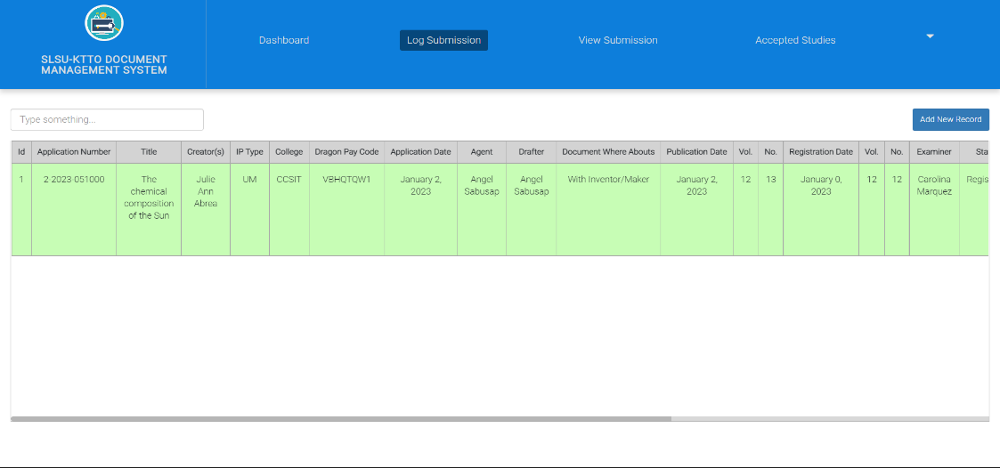 SLSU-KTTO DOCUMENT
MANAGEMENT SYSTEM
Dashboard
Log Submission
View Submission
Accepted Studies
Type something...
Add New Record
Id Application Number Title Creator(s) IP Type College Dragon Pay Code Application Date Agent Drafter Document Where Abouts Publication Date Vol. No. Registration Date Vol. No. Examiner Sta
1 2-2023-051000 The Julie UM CCSIT VBHQTQW1 January 2, Angel Angel With Inventor/Maker January 2, 12 13 January 0, 12 12 Carolina Regis
chemical Ann 2023 Sabusap Sabusap 2023 2023 Marquez
composition Abrea
of the Sun